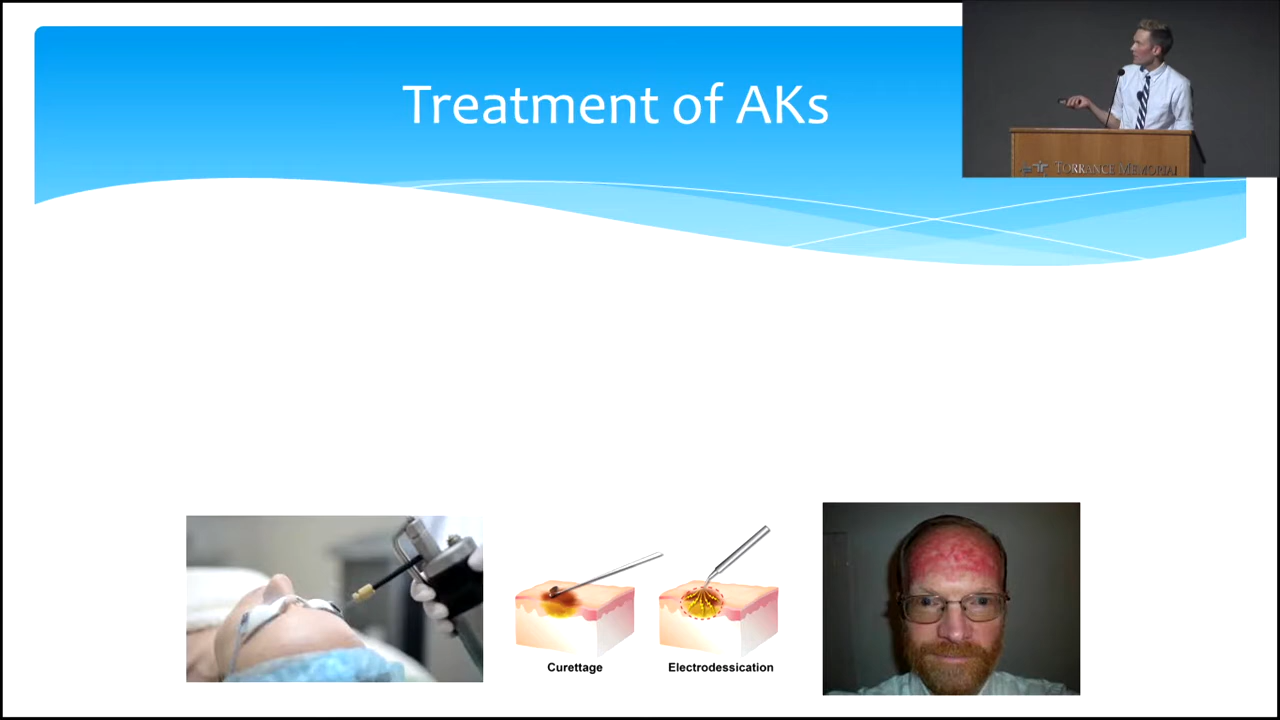 Treatment of AKs
TORRANCE MEMORIAL
Curettage
Electrodessication